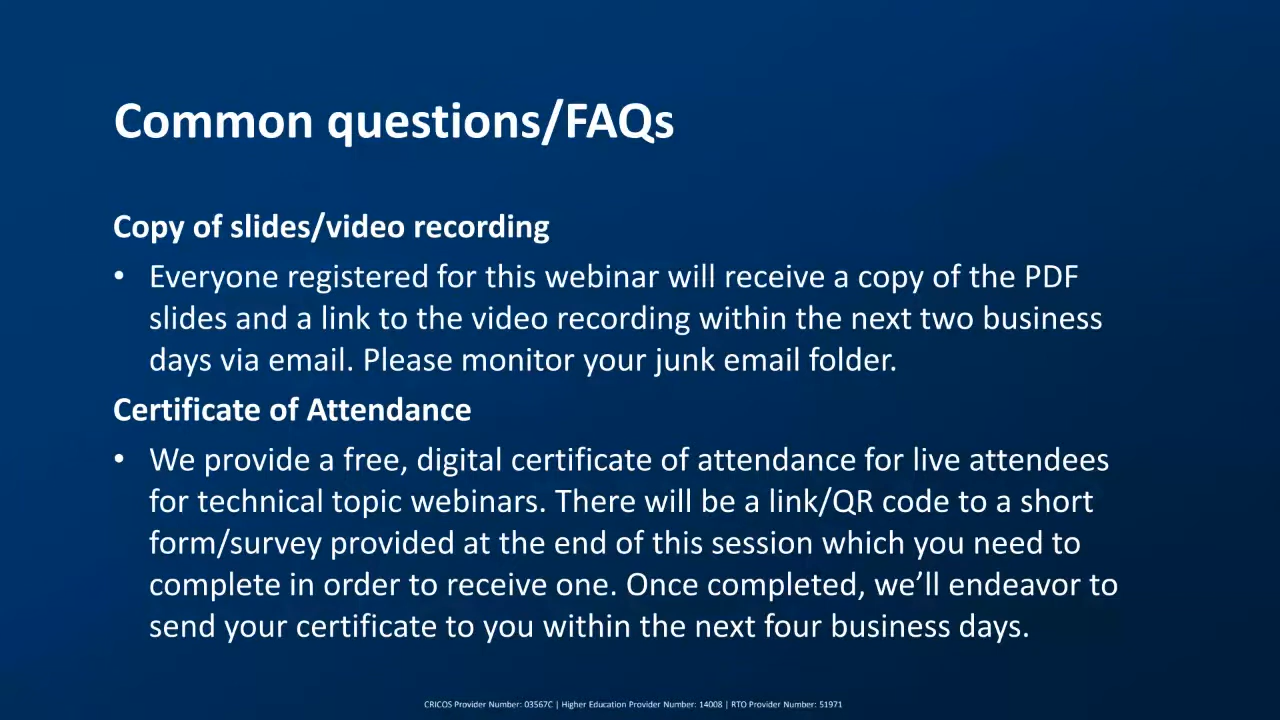 Common questions/FAQs
Copy of slides/video recording
• Everyone registered for this webinar will receive a copy of the PDF
slides and a link to the video recording within the next two business
days via email. Please monitor your junk email folder.
Certificate of Attendance
• We provide a free, digital certificate of attendance for live attendees
for technical topic webinars. There will be a link/QR code to a short
form/survey provided at the end of this session which you need to
complete in order to receive one. Once completed, we’ll endeavor to
send your certificate to you within the next four business days.
CRICOS Provider Number: 03567C | Higher Education Provider Number: 14008 | RTO Provider Number: 51971